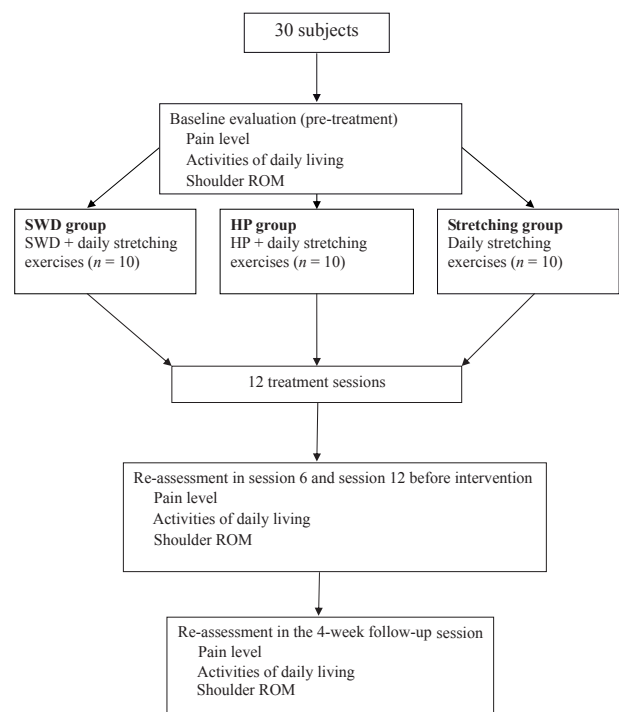 30 subjects
Baseline evaluation (pre-treatment)
Pain level
Activities of daily living
Shoulder ROM
SWD group
SWD + daily stretching
exercises (n = 10)
HP group
HP + daily stretching
exercises (n = 10)
Stretching group
Daily stretching
exercises (n = 10)
12 treatment sessions
Re-assessment in session 6 and session 12 before intervention
Pain level
Activities of daily living
Shoulder ROM
Re-assessment in the 4-week follow-up session
Pain level
Activities of daily living
Shoulder ROM